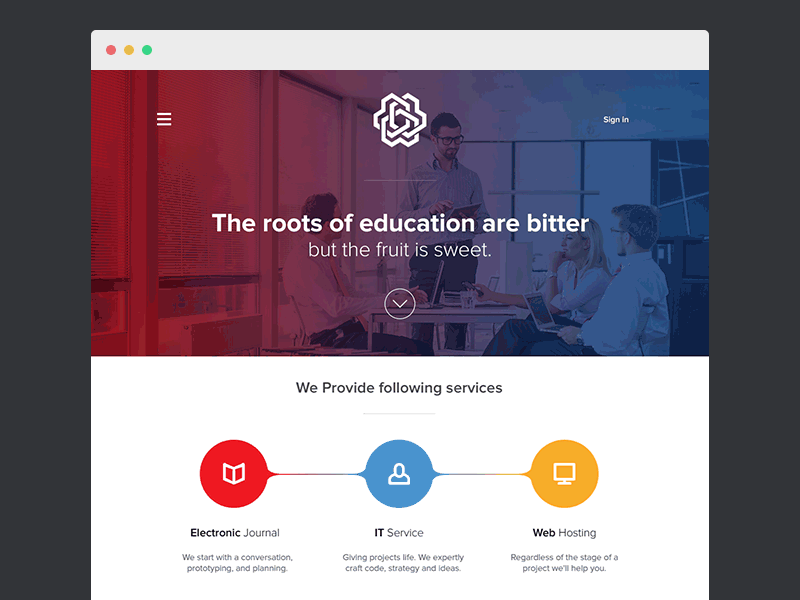 Sign in
The roots of education are bitter
but the fruit is sweet.
We Provide following services
Electronic Journal
We start with a conversation,
prototyping, and planning.
IT Service
Giving projects life. We expertly
craft code, strategy and ideas.
Web Hosting
Regardless of the stage of a
project we'll help you.